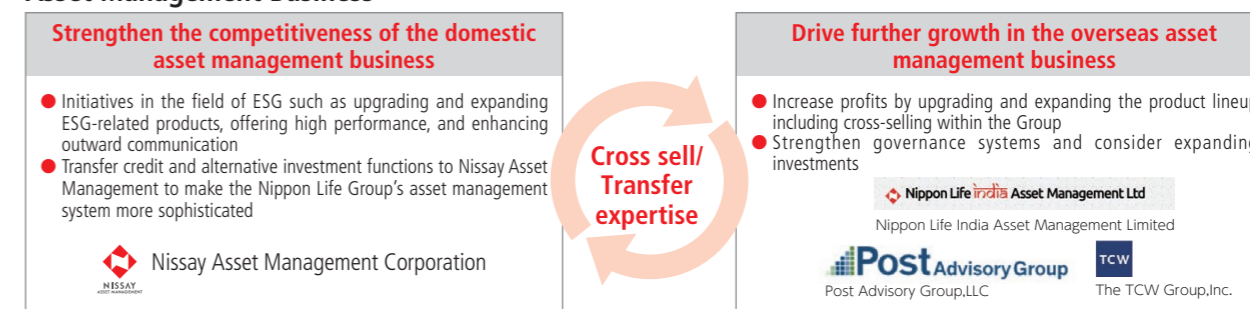 Asset Management Business
Strengthen the competitiveness of the domestic
asset management business
● Initiatives in the field of ESG such as upgrading and expanding
ESG-related products, offering high performance, and enhancing
outward communication
● Transfer credit and alternative investment functions to Nissay Asset
Management to make the Nippon Life Group's asset management
system more sophisticated
NISSAY
ASSET MANAGEMENT
Nissay Asset Management Corporation
Cross sell/
Transfer
expertise
Drive further growth in the overseas asset
management business
● Increase profits by upgrading and expanding the product lineup
including cross-selling within the Group
● Strengthen governance systems and consider expanding
investments
Nippon Life india Asset Management Ltd
Nippon Life India Asset Management Limited
Post Advisory Group
Post Advisory Group,LLC
TCW
The TCW Group,Inc.